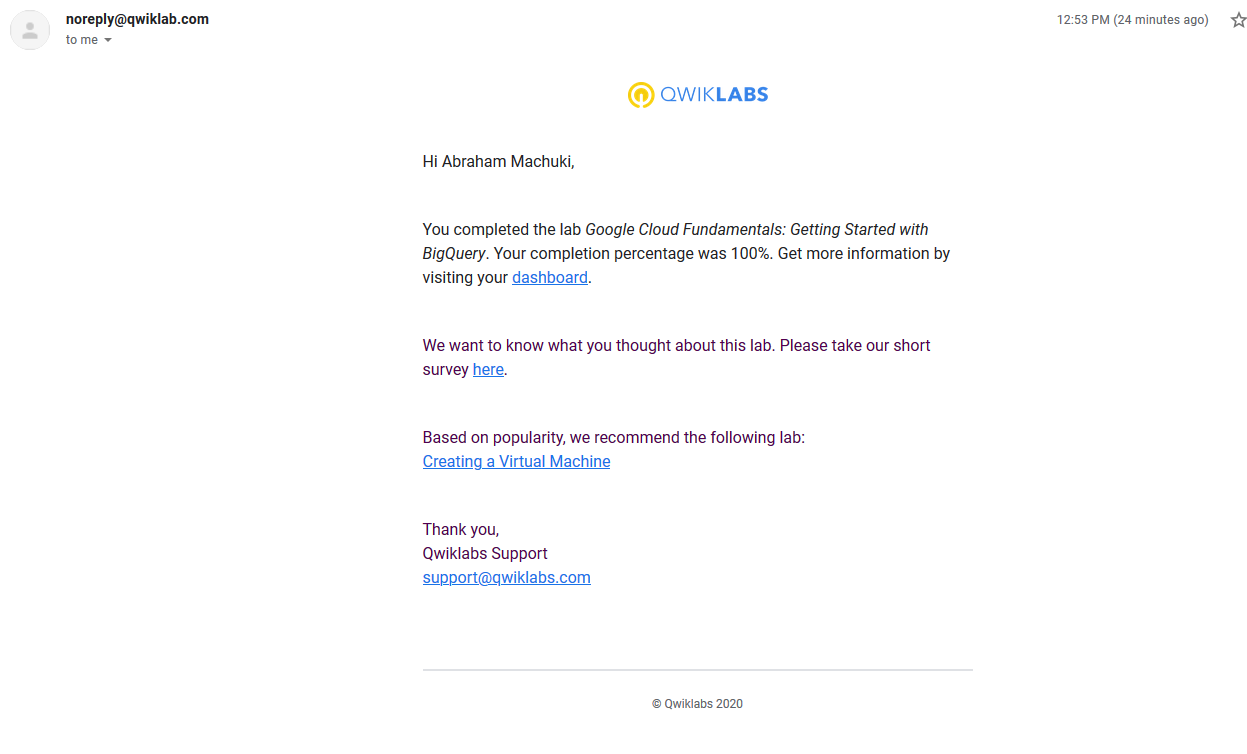 noreply@qwiklab.com
12:53 PM (24 minutes ago)
to me
QWIKLABS
Hi Abraham Machuki,
You completed the lab Google Cloud Fundamentals: Getting Started with
BigQuery. Your completion percentage was 100%. Get more information by
visiting your dashboard.
We want to know what you thought about this lab. Please take our short
survey here.
Based on popularity, we recommend the following lab:
Creating a Virtual Machine
Thank you,
Qwiklabs Support
support@qwiklabs.com
© Qwiklabs 2020